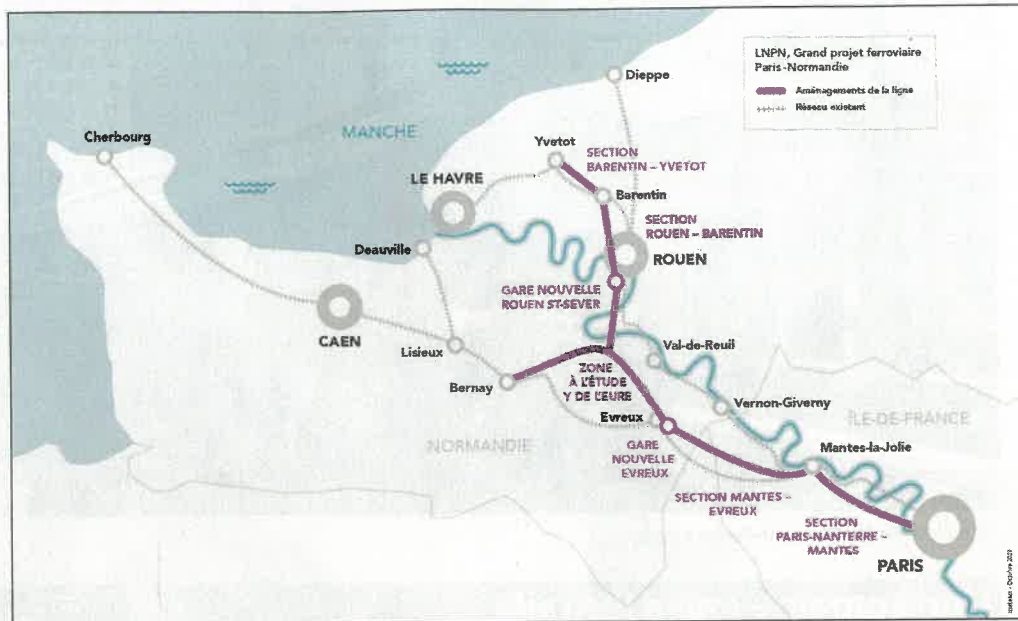 LNPN, Grand projet ferroviaire
Paris-Normandie
Aménagements de la ligne
Réseau existant
Dieppe
Cherbourg
MANCHE
Yvetot
SECTION
BARENTIN – YVETOT
LE HAVRE
Barentin
SECTION
ROUEN – BARENTIN
Deauville
ROUEN
GARE NOUVELLE
ROUEN ST-SEVER
CAEN
Lisieux
Val-de-Reuil
ZONE
À L'ÉTUDE
Y DE L'EURE
Bernay
Vernon-Giverny
ÎLE-DE-FRANCE
Evreux
NORMANDIE
GARE
NOUVELLE
EVREUX
Mantes-la-Jolie
SECTION MANTES –
EVREUX
SECTION
PARIS-NANTERRE –
MANTES
PARIS